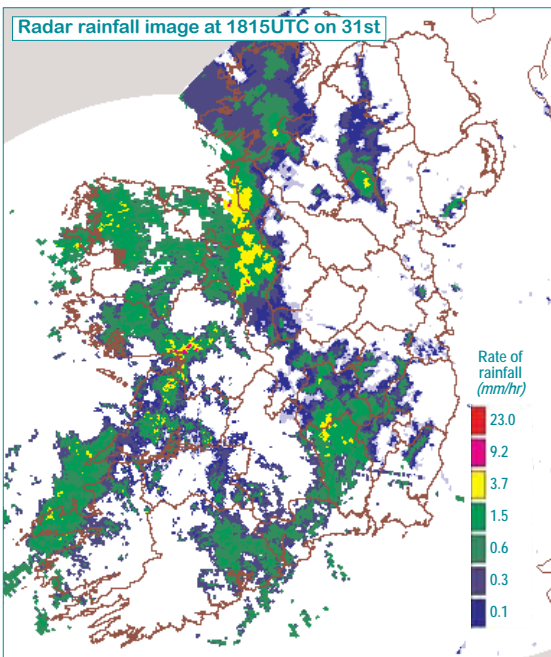 Radar rainfall image at 1815UTC on 31st
Rate of
rainfall
(mm/hr)
23.0
9.2
3.7
1.5
0.6
0.3
0.1